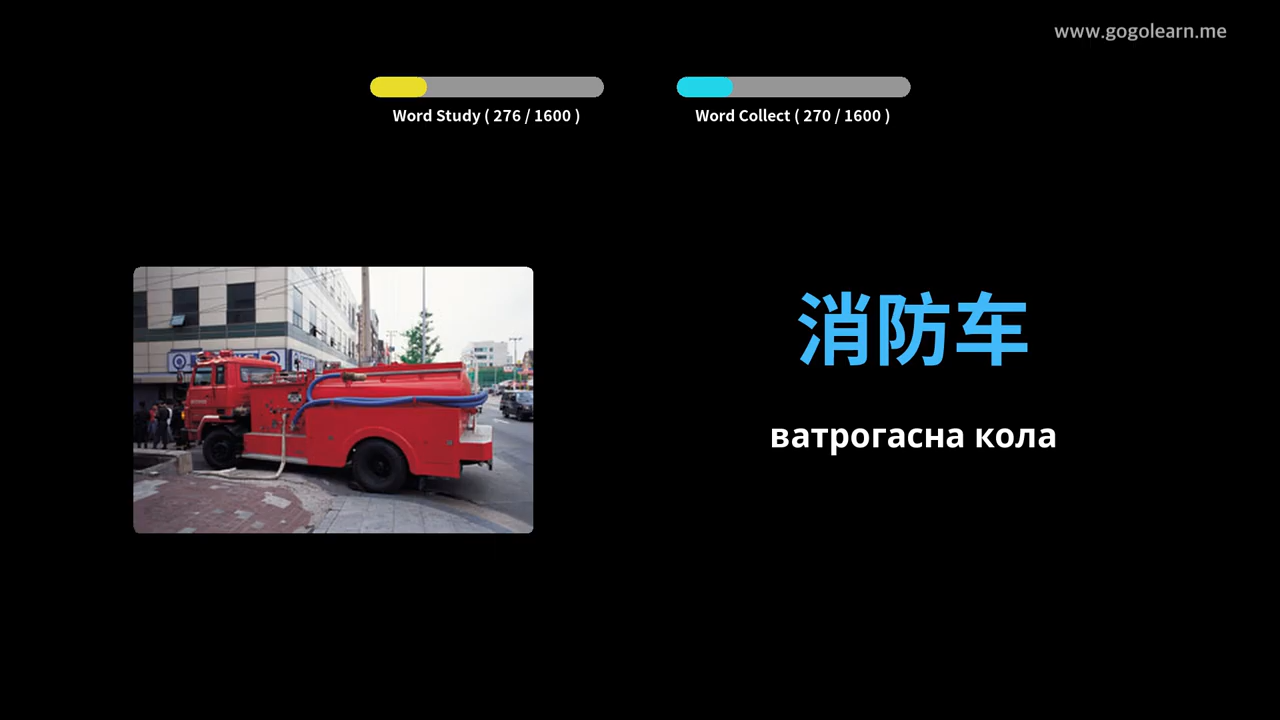 www.gogolearn.me
Word Study ( 276 / 1600 )
Word Collect ( 270 / 1600 )
消防车
ватрогасна кола